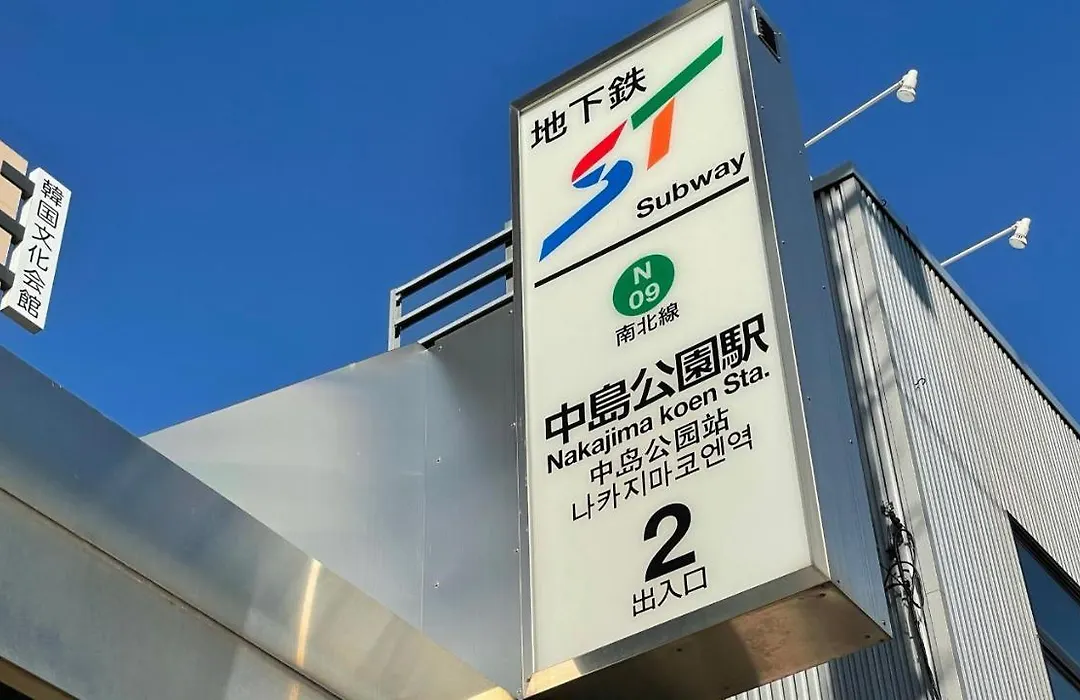 韓国文化会館
地下鉄
ST
Subway
N
09
南北線
中島公園駅
Nakajima koen Sta.
中岛公园站
나카지마코엔역
2
出入口